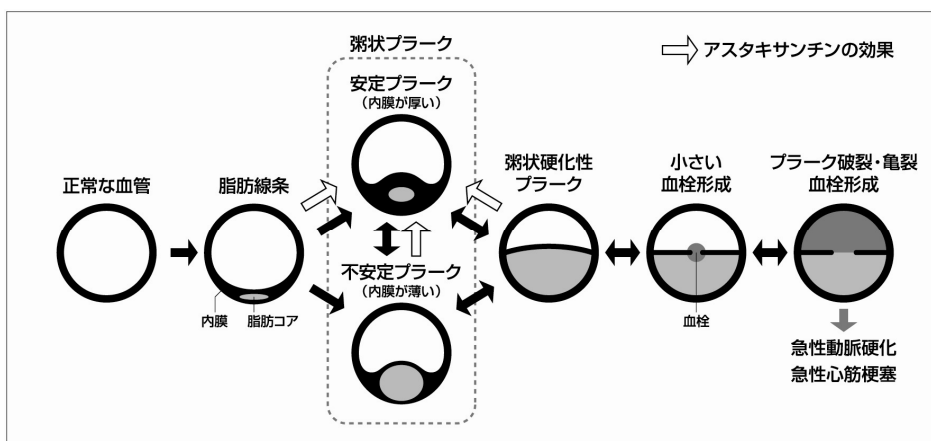 粥状プラーク
アスタキサンチンの効果
安定プラーク
（内膜が厚い）
正常な血管
脂肪線条
粥状硬化性
プラーク
小さい
血栓形成
プラーク破裂・亀裂
血栓形成
不安定プラーク
（内膜が薄い）
内膜
脂肪コア
血栓
急性動脈硬化
急性心筋梗塞